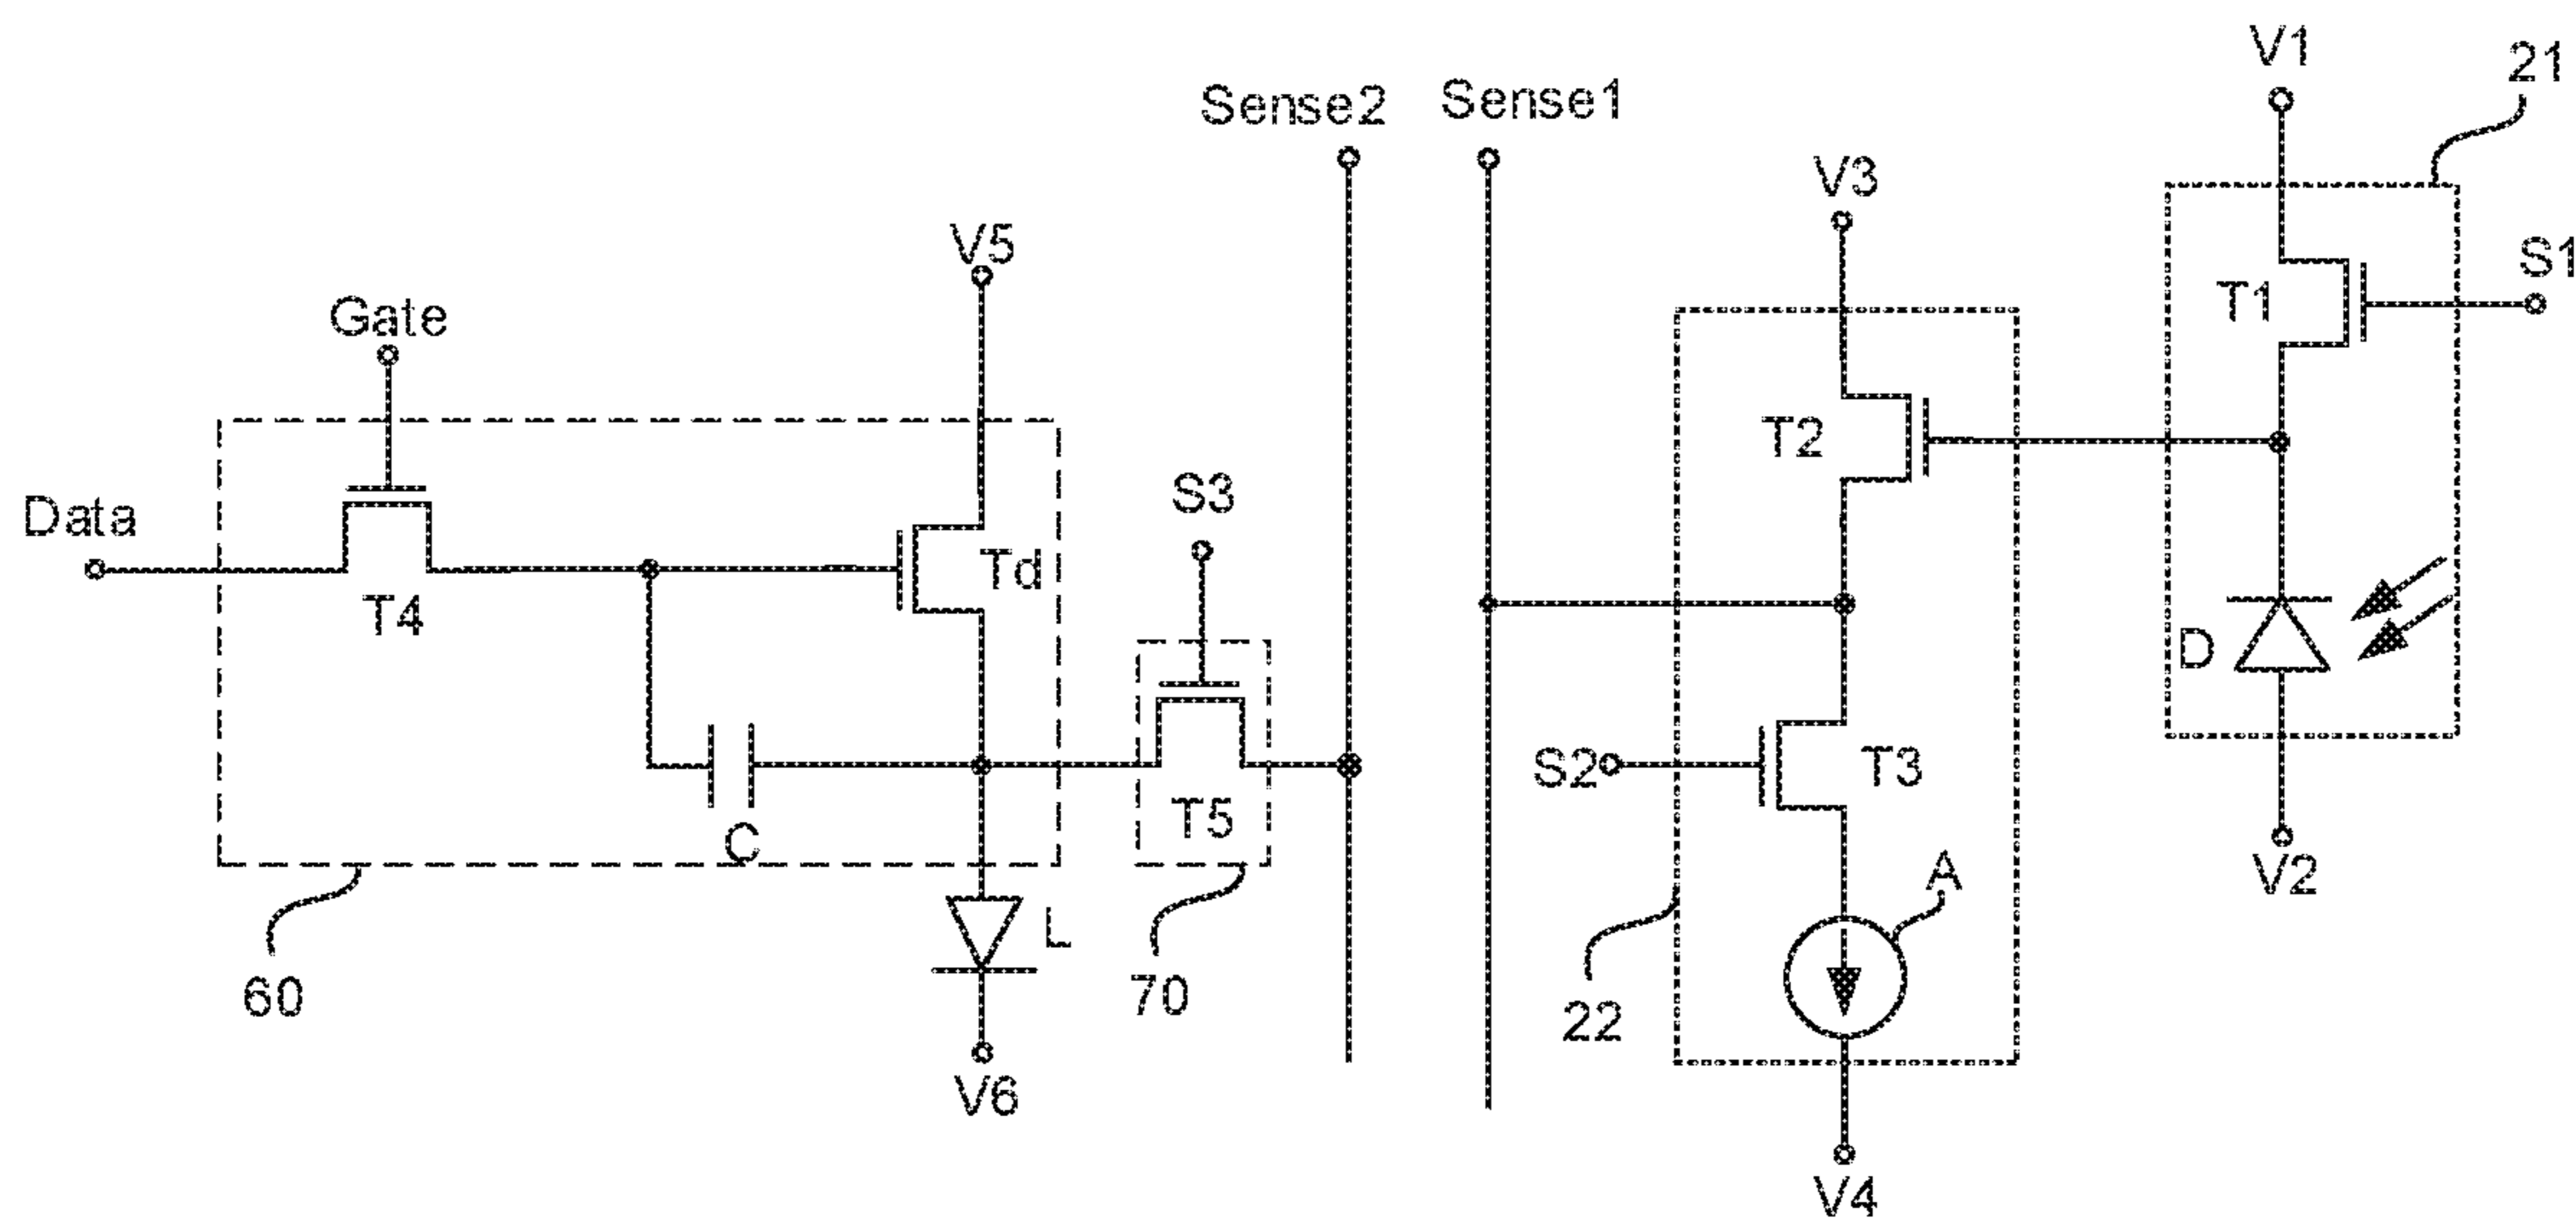 V1
21
Sense2
Sense1
V3
V5
S1
T1
Gate
T2
S3
Data
Td
T4
D
S2
T3
T5
C
A
V2
L
60
70
22
V6
V4